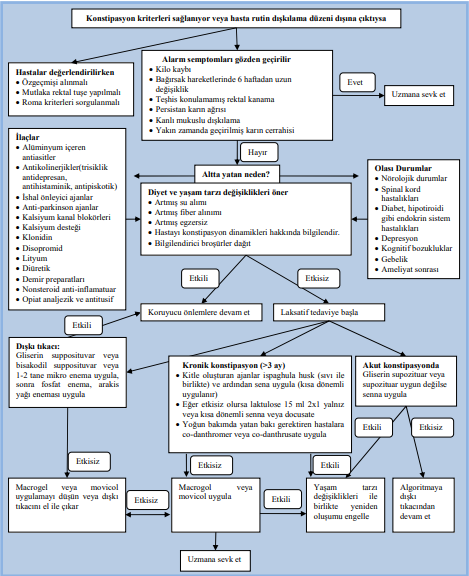 Konstipasyon kriterleri sağlanıyor veya hasta rutin dışkılama düzeni dışına çıktıysa
Hastalar değerlendirilirken
• Özgeçmişi alınmalı
• Mutlaka rektal tuşe yapılmalı
• Roma kriterleri sorgulanmalı
Alarm semptomları gözden geçirilir
• Kilo kaybı
• Bağırsak hareketlerinde 6 haftadan uzun
değişiklik
• Teşhis konulamamış rektal kanama
• Persistan karın ağrısı
• Kanlı mukuslu dışkılama
• Yakın zamanda geçirilmiş karın cerrahisi
Evet
Uzmana sevk et
Hayır
İlaçlar
• Alüminyum içeren
antiasitler
• Antikolinerjikler(trisiklik
antidepresan,
antihistaminik, antipiskotik)
• İshal önleyici ajanlar
• Anti-parkinson ajanlar
• Kalsiyum kanal blokörleri
• Kalsiyum desteği
• Klonidin
• Disopromid
• Lityum
• Diüretik
• Demir preparatları
• Nonsteroid anti-inflamatuar
• Opiat analjezik ve antitusif
Altta yatan neden?
Diyet ve yaşam tarzı değişiklikleri öner
• Artmış su alımı
• Artmış fiber alınımı
• Artmış egzersiz
• Hastayı konstipasyon dinamikleri hakkında bilgilendir.
• Bilgilendirici broşürler dağıt
Olası Durumlar
• Nörolojik durumlar
• Spinal kord
hastalıkları
• Diabet, hipotiroidi
gibi endokrin sistem
hastalıkları
• Depresyon
• Kognitif bozukluklar
• Gebelik
• Ameliyat sonrası
Etkili
Etkisiz
Koruyucu önlemlere devam et
Laksatif tedaviye başla
Etkili
Dışkı tıkacı:
Gliserin supposituvar veya
bisakodil supposituvar veya
1-2 tane mikro enema uygula,
sonra fosfat enema, arakis
yağı eneması uygula
Kronik konstipasyon (>3 ay)
• Kitle oluşturan ajanlar ispaghula husk (sıvı ile
birlikte) ve ardından sena uygula (kısa dönemli
uygulanır)
• Eğer etkisiz olursa laktulose 15 ml 2x1 yalnız
veya kısa dönemli senna veya docusate
• Yoğun bakımda yatan bakı gerektiren hastalara
co-danthromer veya co-danthrusate uygula
Akut konstipasyonda
Gliserin supozituar veya
supozituar uygun değilse
senna uygula
Etkili
Etkisiz
Etkisiz
Etkisiz
Etkili
Macrogel veya movicol
uygulamayı düşün veya dışkı
tıkacını el ile çıkar
Etkisiz
Macrogol veya
movicol uygula
Etkili
Yaşam tarzı
değişiklikleri ile
birlikte yeniden
oluşumu engelle
Algoritmaya
dışkı
tıkacından
devam et
Uzmana sevk et